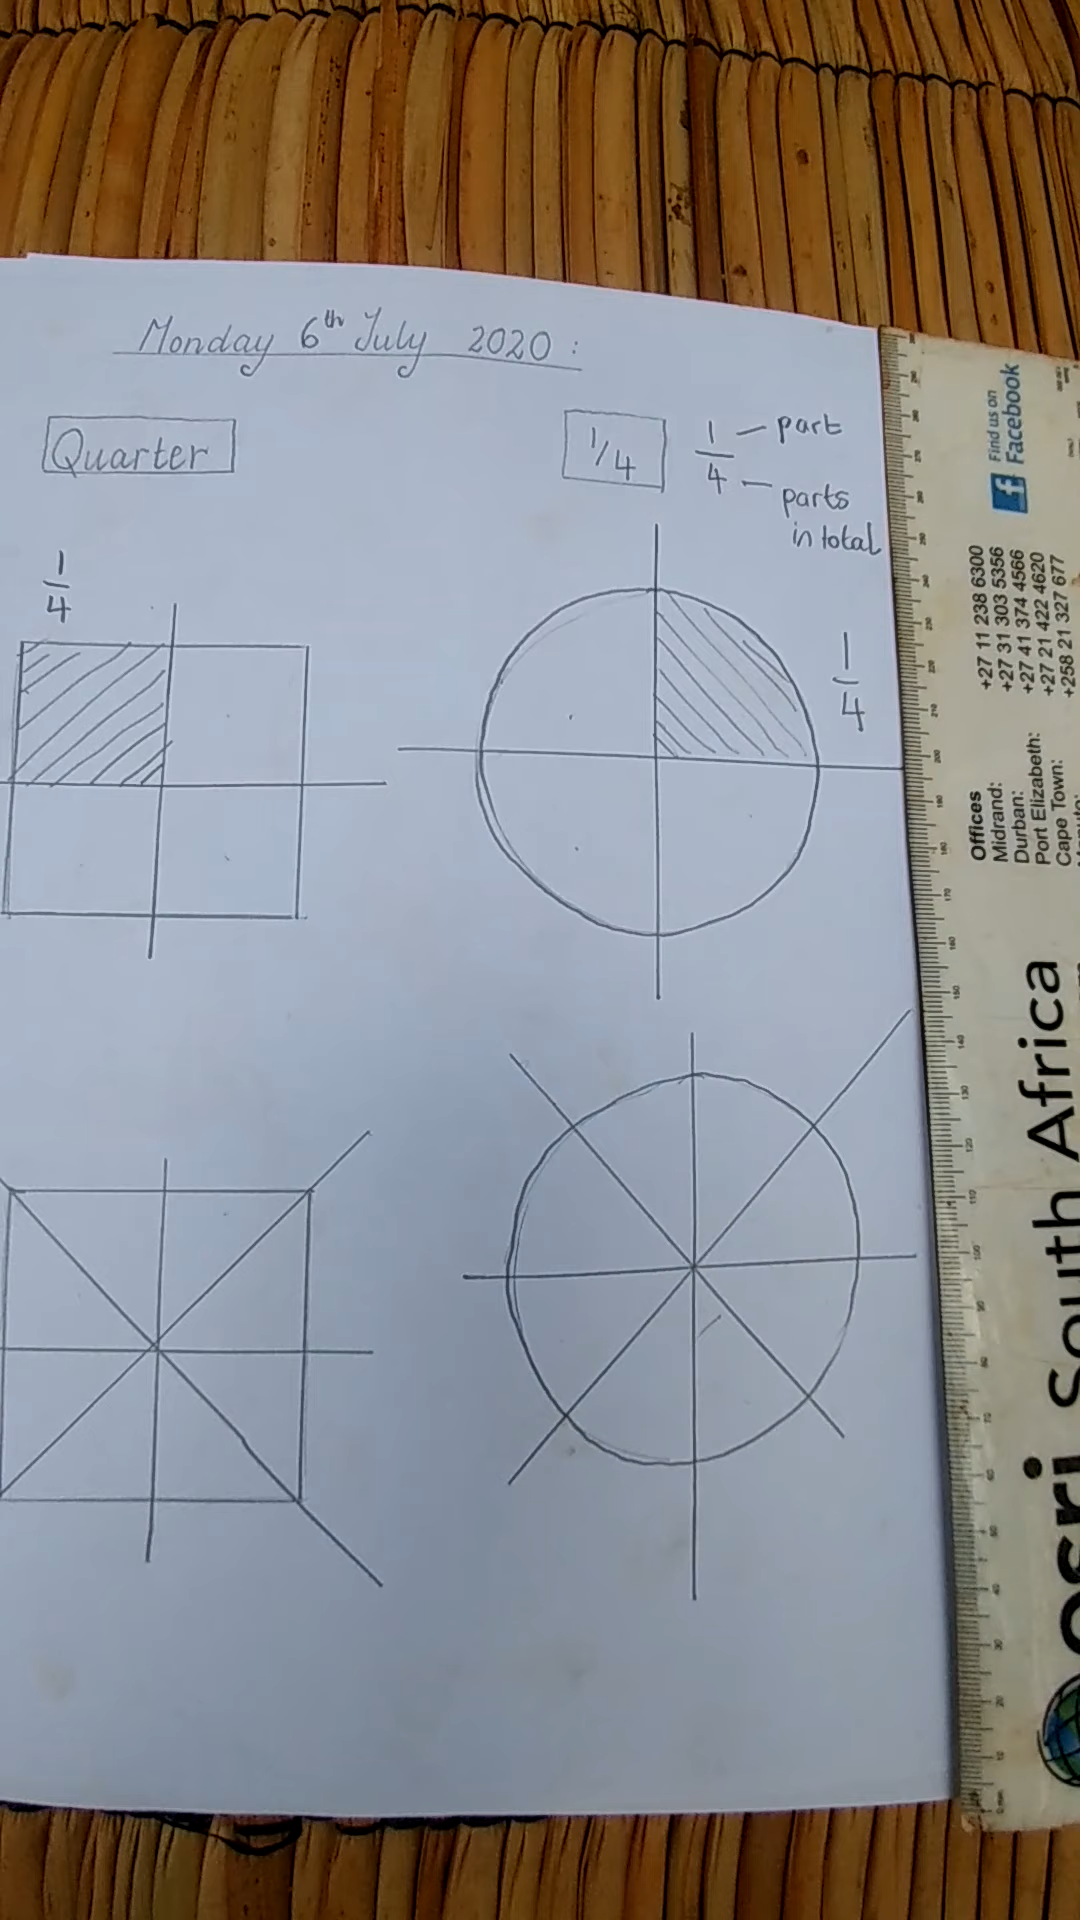 Monday 6th July 2020:
Quarter
1/4
1 — part
4 — parts
in total
1
4
1
4
Find us on
Facebook
Offices
Midrand: +27 11 238 6300
Durban: +27 31 303 5356
Port Elizabeth: +27 41 374 4566
Cape Town: +27 21 422 4620
+258 21 327 677
esri South Africa